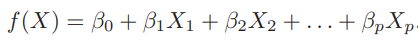 f(X) = β₀ + β₁X₁ + β₂X₂ + . . . + βₚXₚ.